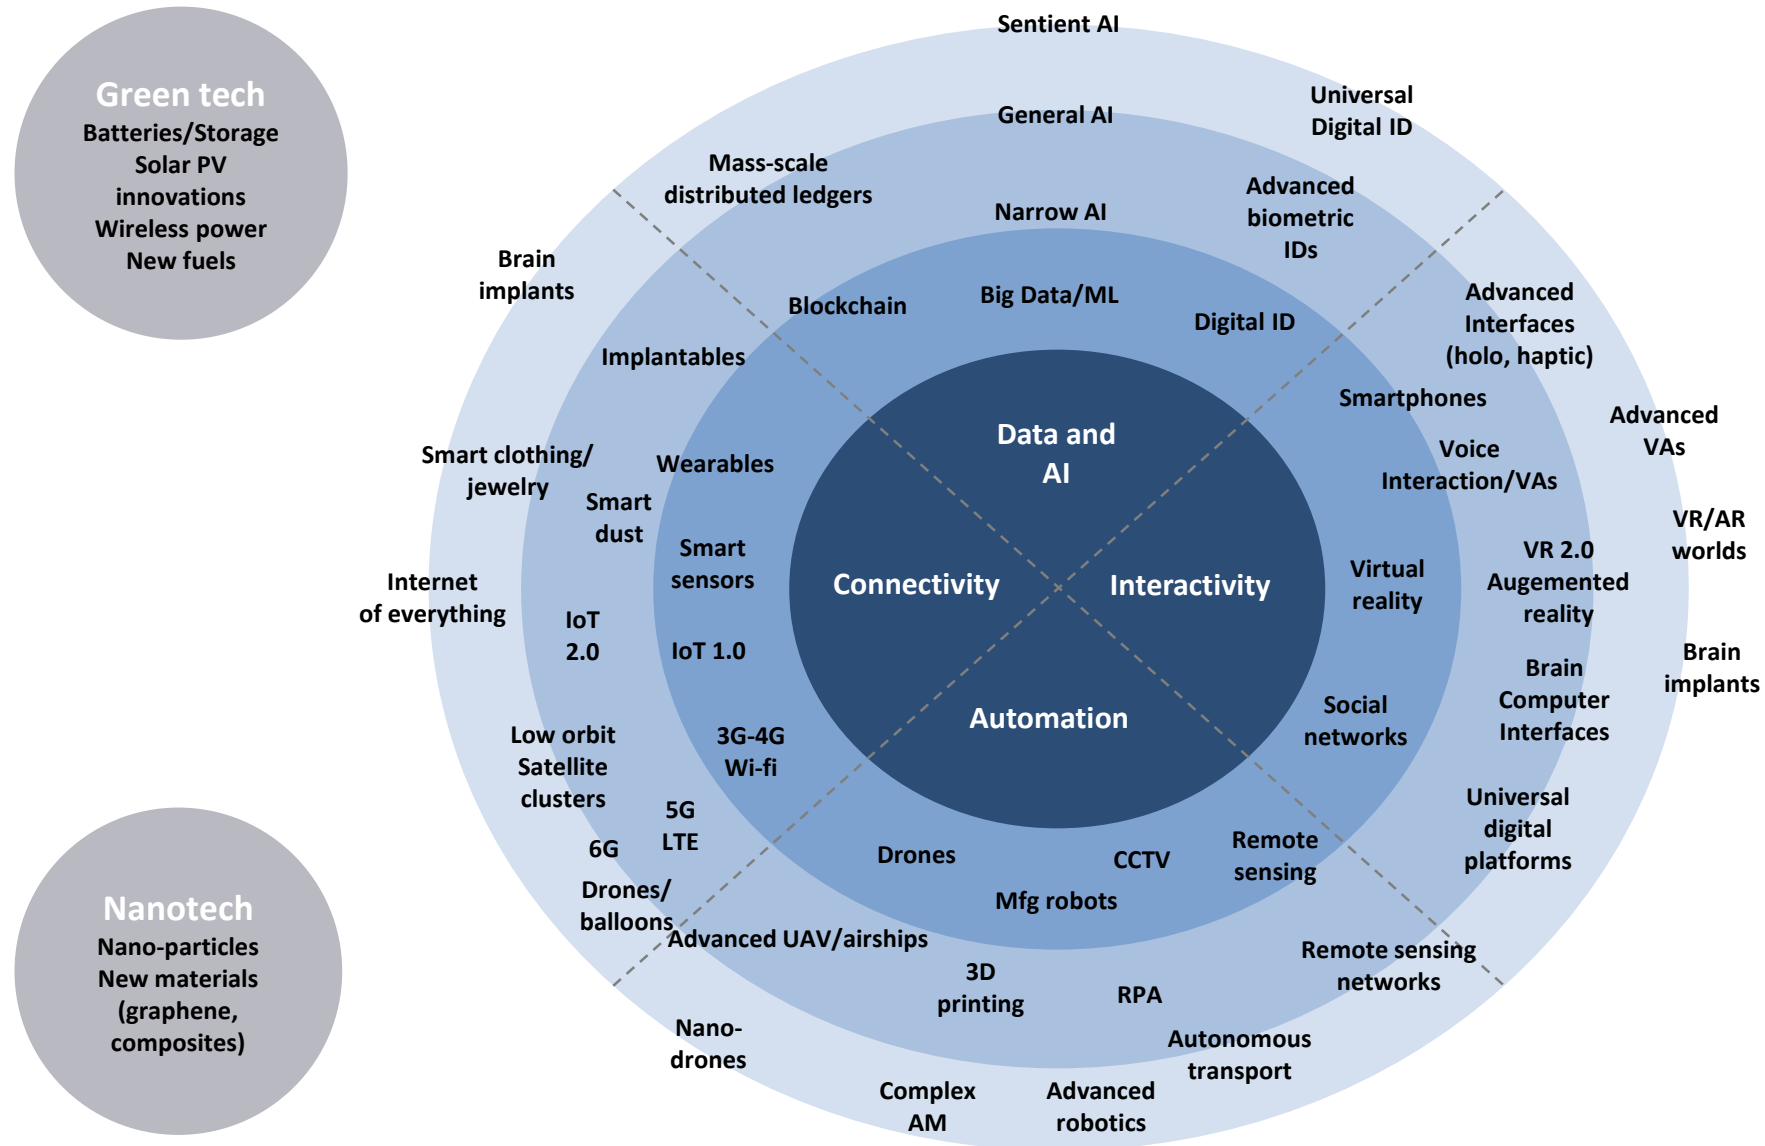 Green tech
Batteries/Storage
Solar PV
innovations
Wireless power
New fuels
Nanotech
Nano-particles
New materials
(graphene,
composites)
Sentient AI
General AI
Narrow AI
Big Data/ML
Mass-scale
distributed ledgers
Blockchain
Universal
Digital ID
Advanced
biometric
IDs
Digital ID
Data and
AI
Connectivity
Interactivity
Automation
Brain
implants
Implantables
Smart clothing/
jewelry
Wearables
Smart
dust
Smart
sensors
Internet
of everything
IoT
2.0
IoT 1.0
Low orbit
Satellite
clusters
3G-4G
Wi-fi
5G
LTE
6G
Drones/
balloons
Advanced
Interfaces
(holo, haptic)
Smartphones
Advanced
VAs
Voice
Interaction/VAs
VR/AR
worlds
VR 2.0
Augemented
reality
Virtual
reality
Brain
implants
Brain
Computer
Interfaces
Social
networks
Universal
digital
platforms
Drones
CCTV
Remote
sensing
Mfg robots
Advanced UAV/airships
3D
printing
RPA
Remote sensing
networks
Autonomous
transport
Nano-
drones
Complex
AM
Advanced
robotics